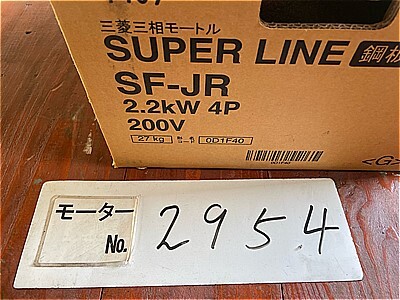 三菱三相モートル
SUPER LINE 鋼板
SF-JR
2.2kW 4P
200V
27kg 0D1F40
0D1F40
<G>
モーター
No.
2954